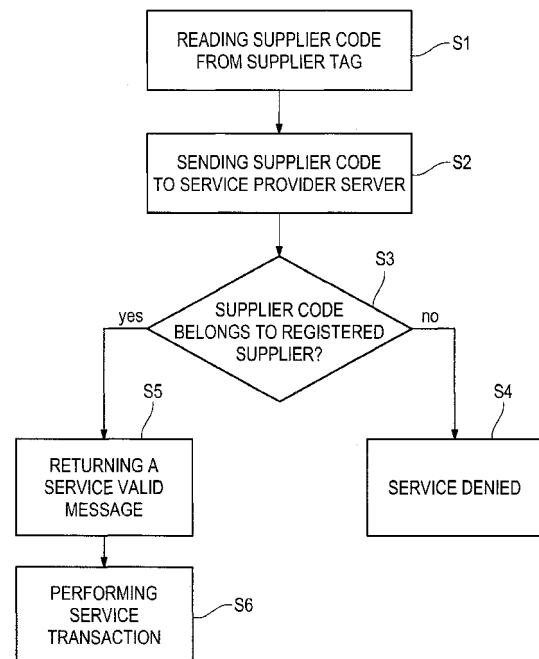 READING SUPPLIER CODE
FROM SUPPLIER TAG
S1
SENDING SUPPLIER CODE
TO SERVICE PROVIDER SERVER
S2
S3
SUPPLIER CODE
BELONGS TO REGISTERED
SUPPLIER?
yes
no
S5
RETURNING A
SERVICE VALID
MESSAGE
S4
SERVICE DENIED
PERFORMING
SERVICE
TRANSACTION
S6